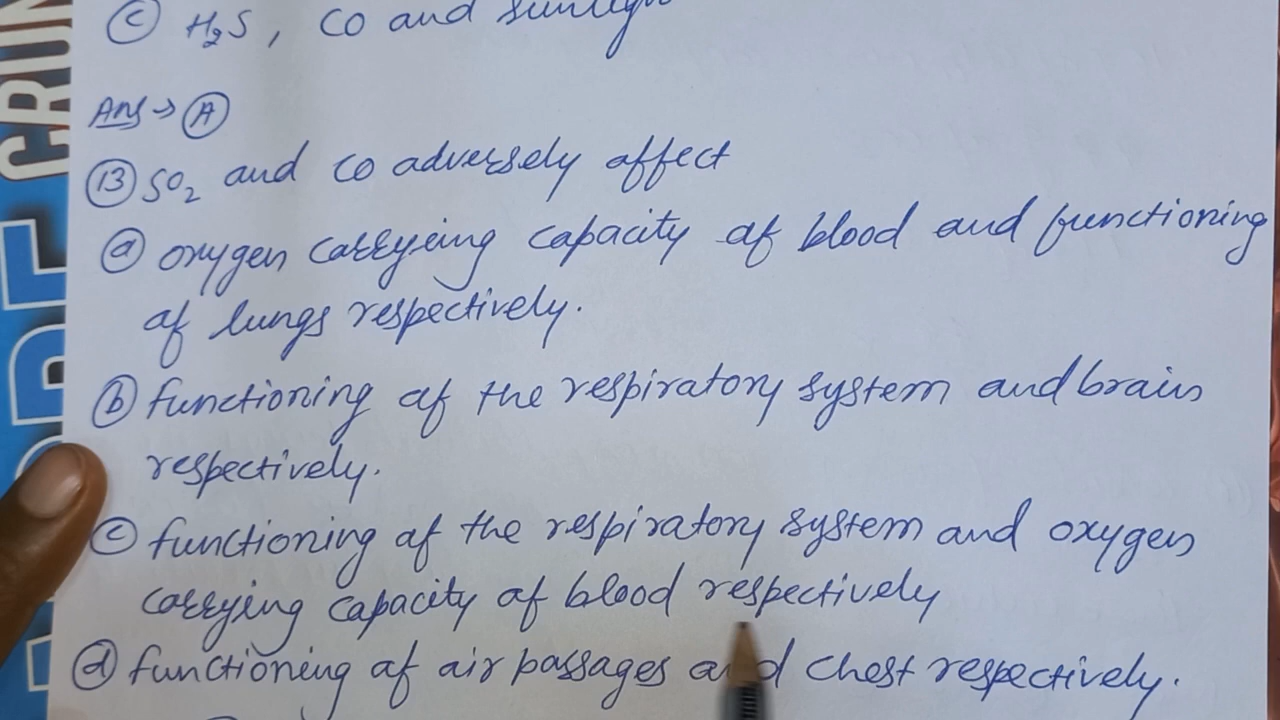 Ⓒ H₂S, CO and sunlight
Ans → Ⓐ
⑬ SO₂ and CO adversely affect
ⓐ oxygen carryeing capacity of blood and functioning
of lungs respectively.
ⓑ functioning of the respiratory system and brain
respectively.
ⓒ functioning of the respiratory system and oxygen
carrying capacity of blood respectively
ⓓ functioning of air passages and chest respectively.